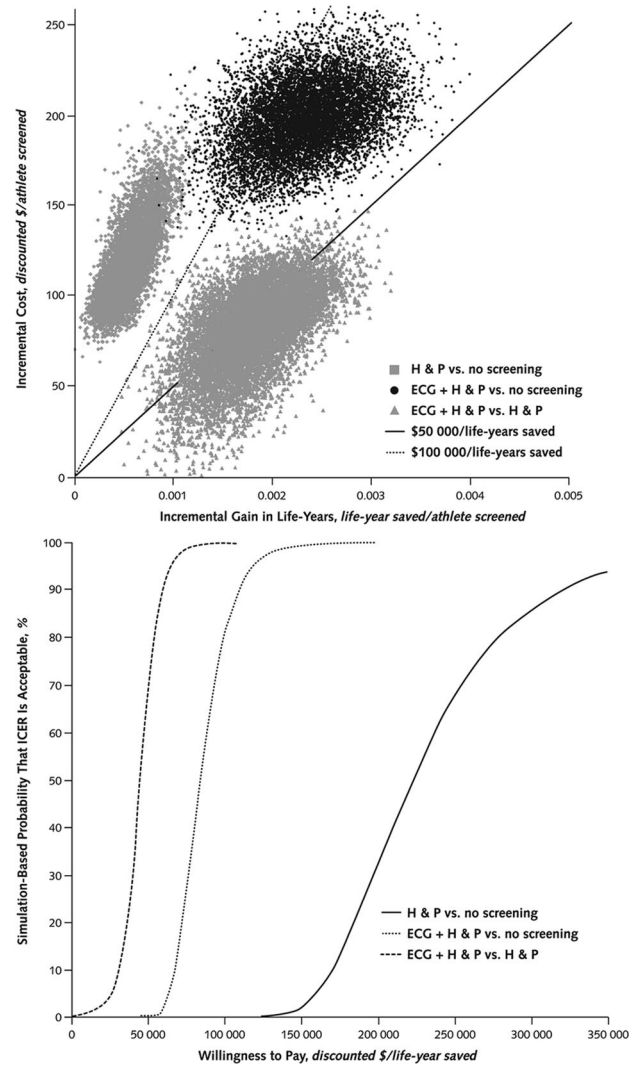 250
200
150
100
50
0
Incremental Cost, discounted $/athlete screened
H & P vs. no screening
ECG + H & P vs. no screening
ECG + H & P vs. H & P
$50 000/life-years saved
$100 000/life-years saved
0 0.001 0.002 0.003 0.004 0.005
Incremental Gain in Life-Years, life-year saved/athlete screened
100
90
80
70
60
50
40
30
20
10
0
Simulation-Based Probability That ICER Is Acceptable, %
H & P vs. no screening
ECG + H & P vs. no screening
ECG + H & P vs. H & P
0 50 000 100 000 150 000 200 000 250 000 300 000 350 000
Willingness to Pay, discounted $/life-year saved